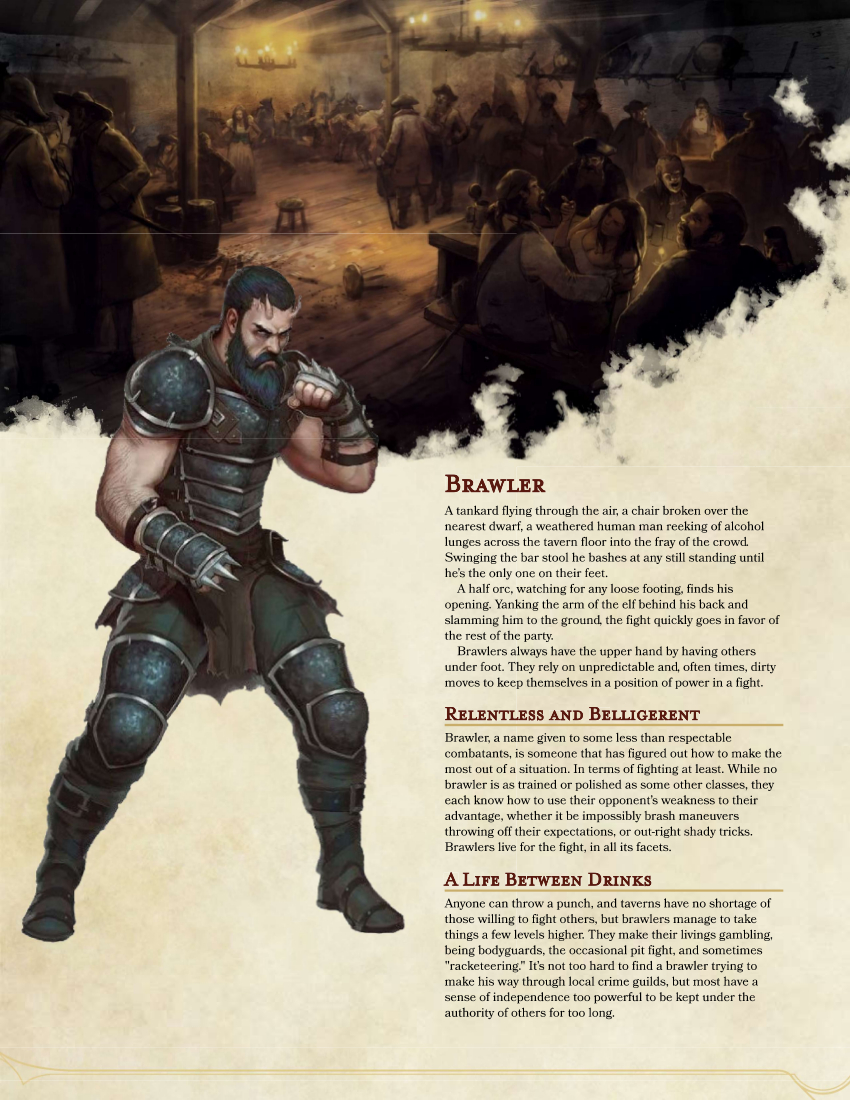 Brawler
A tankard flying through the air, a chair broken over the
nearest dwarf, a weathered human man reeking of alcohol
lunges across the tavern floor into the fray of the crowd.
Swinging the bar stool he bashes at any still standing until
he's the only one on their feet.
A half orc, watching for any loose footing, finds his
opening. Yanking the arm of the elf behind his back and
slamming him to the ground, the fight quickly goes in favor of
the rest of the party.
Brawlers always have the upper hand by having others
under foot. They rely on unpredictable and, often times, dirty
moves to keep themselves in a position of power in a fight.
Relentless and Belligerent
Brawler, a name given to some less than respectable
combatants, is someone that has figured out how to make the
most out of a situation. In terms of fighting at least. While no
brawler is as trained or polished as some other classes, they
each know how to use their opponent's weakness to their
advantage, whether it be impossibly brash maneuvers
throwing off their expectations, or out-right shady tricks.
Brawlers live for the fight, in all its facets.
A Life Between Drinks
Anyone can throw a punch, and taverns have no shortage of
those willing to fight others, but brawlers manage to take
things a few levels higher. They make their livings gambling,
being bodyguards, the occasional pit fight, and sometimes
"racketeering." It's not too hard to find a brawler trying to
make his way through local crime guilds, but most have a
sense of independence too powerful to be kept under the
authority of others for too long.